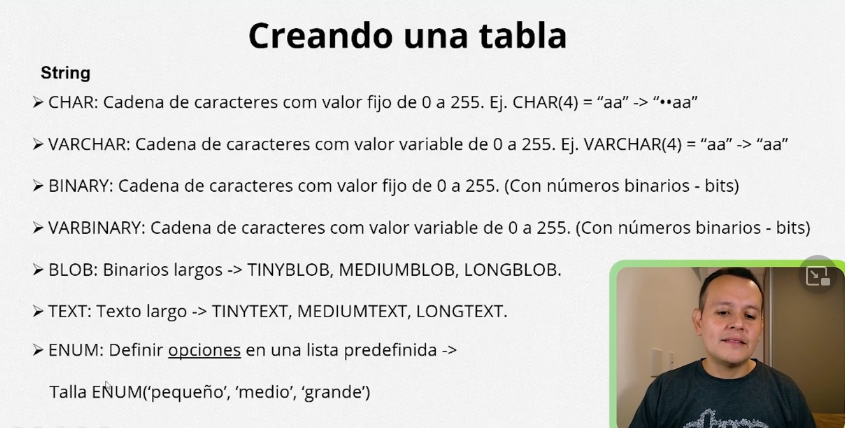 Creando una tabla
String
➢ CHAR: Cadena de caracteres com valor fijo de 0 a 255. Ej. CHAR(4) = “aa” -> “••aa”
➢ VARCHAR: Cadena de caracteres com valor variable de 0 a 255. Ej. VARCHAR(4) = “aa” -> “aa”
➢ BINARY: Cadena de caracteres com valor fijo de 0 a 255. (Con números binarios - bits)
➢ VARBINARY: Cadena de caracteres com valor variable de 0 a 255. (Con números binarios - bits)
➢ BLOB: Binarios largos -> TINYBLOB, MEDIUMBLOB, LONGBLOB.
➢ TEXT: Texto largo -> TINYTEXT, MEDIUMTEXT, LONGTEXT.
➢ ENUM: Definir opciones en una lista predefinida ->
Talla ENUM(‘pequeño’, ‘medio’, ‘grande’)